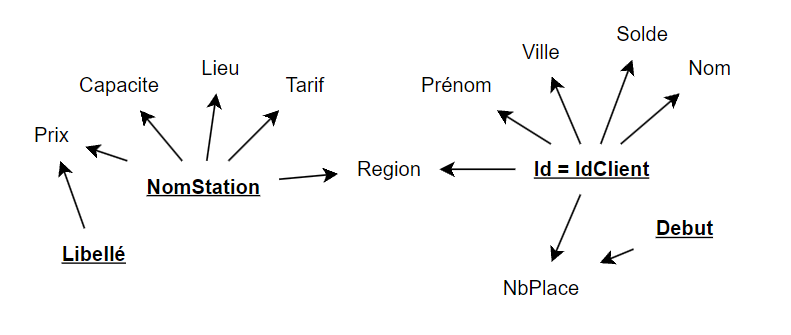 Solde
Ville
Nom
Lieu
Capacite
Tarif
Prénom
Prix
Region
Id = IdClient
NomStation
Debut
Libellé
NbPlace